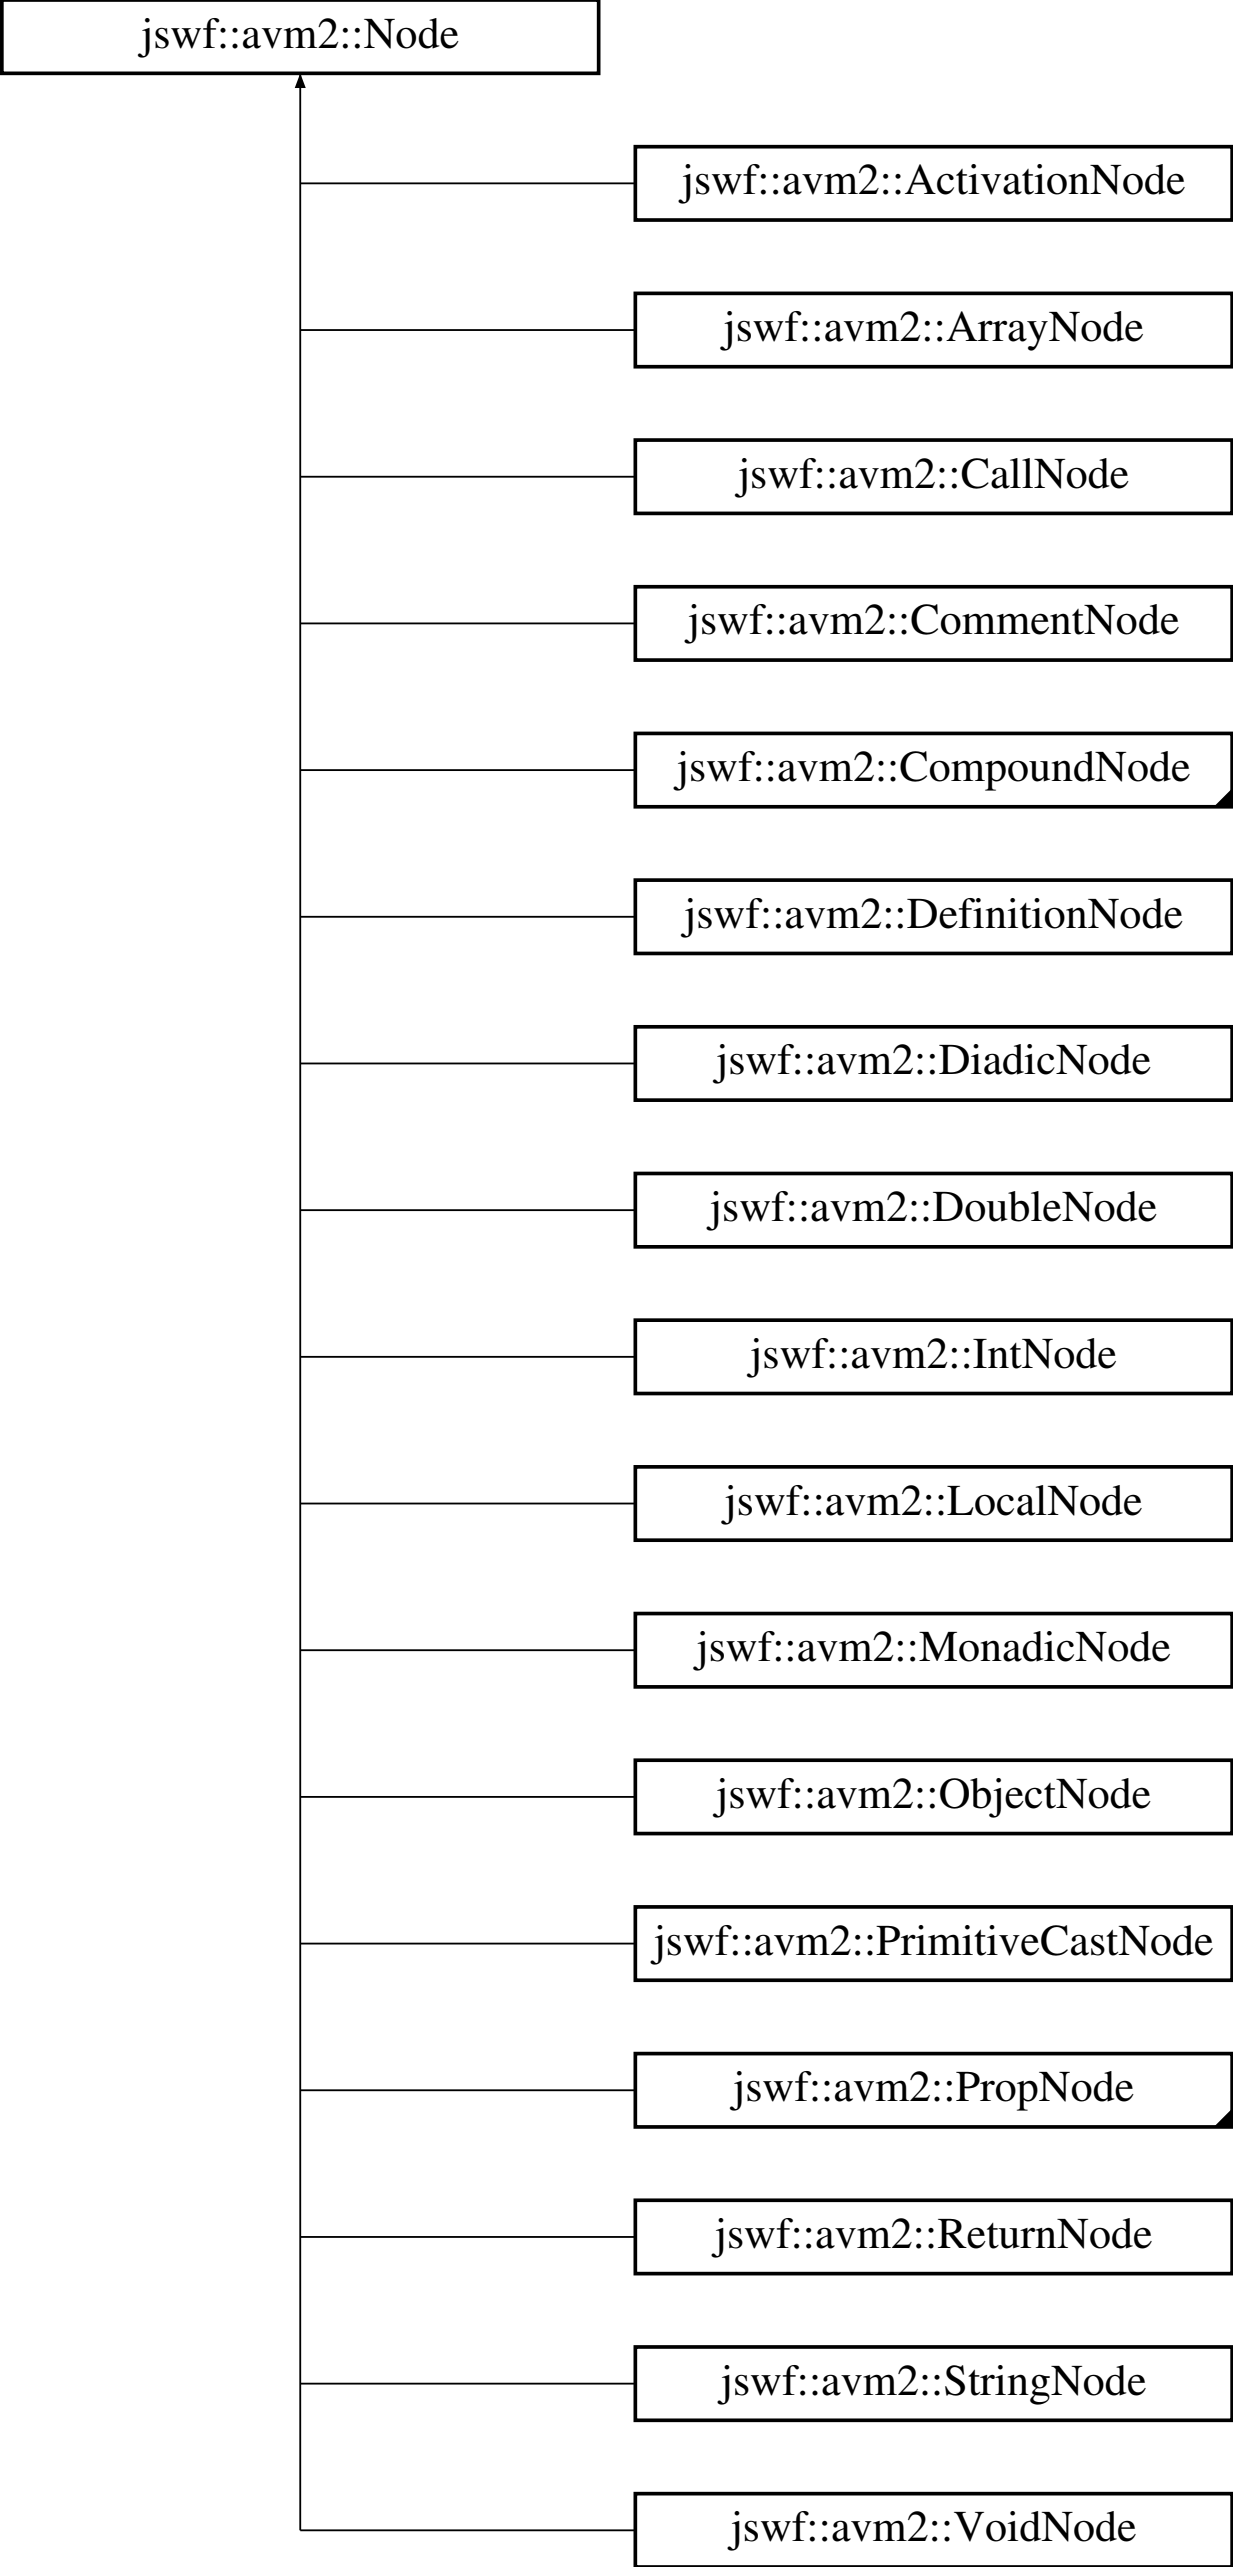 jswf::avm2::Node
jswf::avm2::ActivationNode
jswf::avm2::ArrayNode
jswf::avm2::CallNode
jswf::avm2::CommentNode
jswf::avm2::CompoundNode
jswf::avm2::DefinitionNode
jswf::avm2::DiadicNode
jswf::avm2::DoubleNode
jswf::avm2::IntNode
jswf::avm2::LocalNode
jswf::avm2::MonadicNode
jswf::avm2::ObjectNode
jswf::avm2::PrimitiveCastNode
jswf::avm2::PropNode
jswf::avm2::ReturnNode
jswf::avm2::StringNode
jswf::avm2::VoidNode